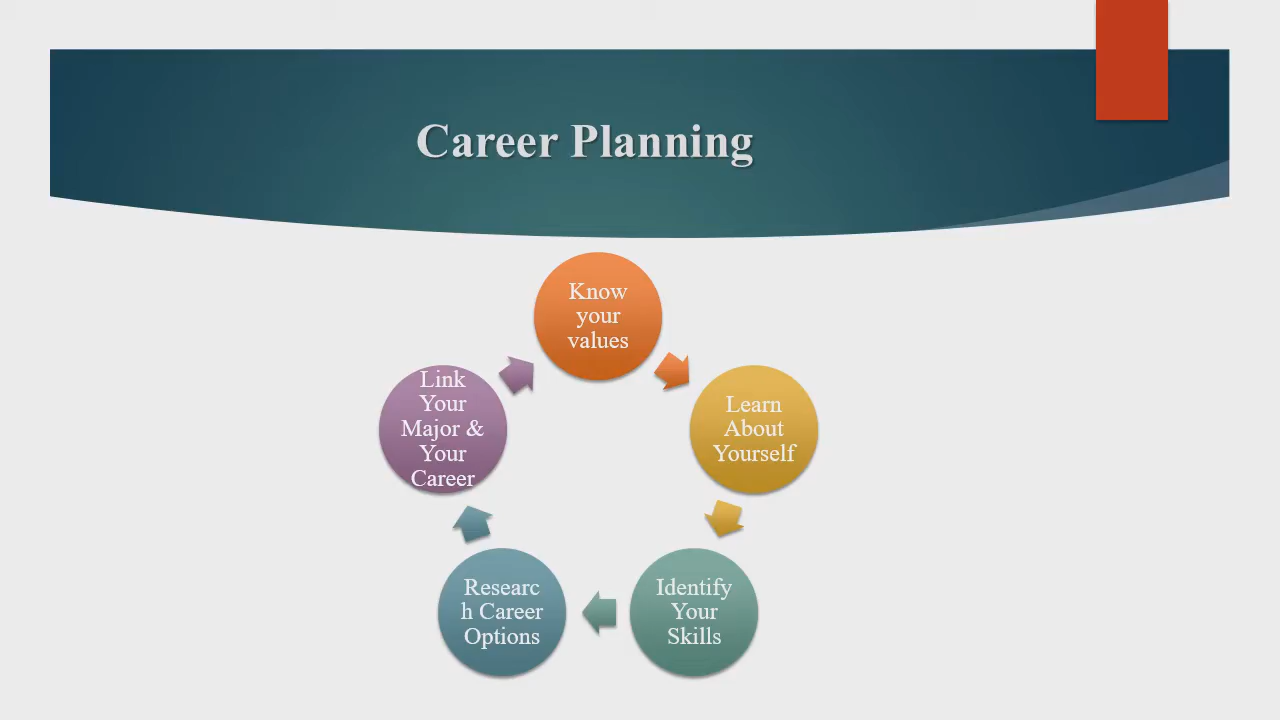 Career Planning
Know
your
values
Learn
About
Yourself
Identify
Your
Skills
Researc
h Career
Options
Link
Your
Major &
Your
Career